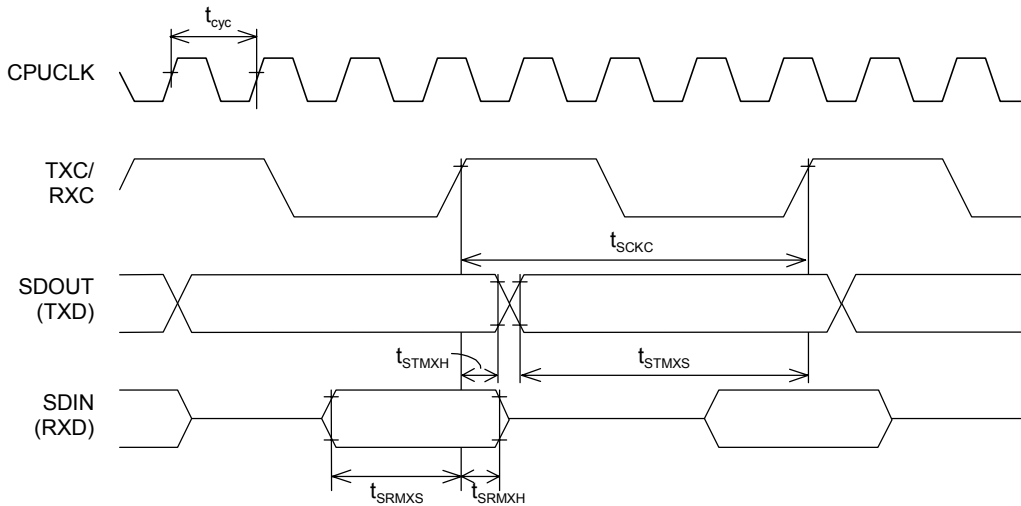 tcyc
CPUCLK
TXC/
RXC
tSCKC
SDOUT
(TXD)
tSTMXH
tSTMXS
SDIN
(RXD)
tSRMXS
tSRMXH